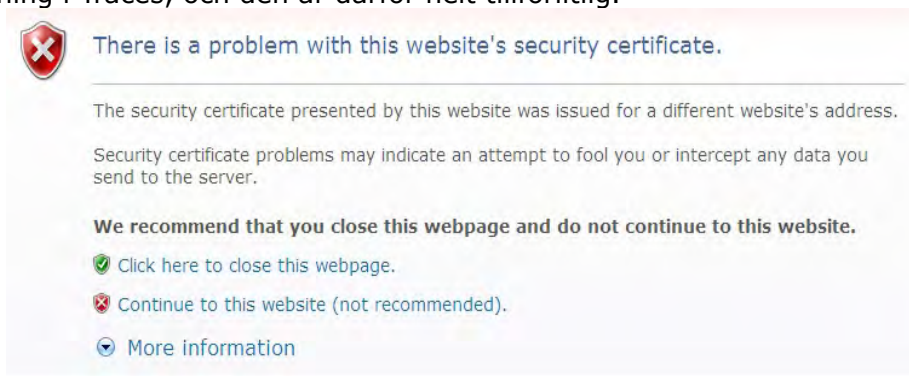 There is a problem with this website's security certificate.
The security certificate presented by this website was issued for a different website's address.
Security certificate problems may indicate an attempt to fool you or intercept any data you
send to the server.
We recommend that you close this webpage and do not continue to this website.
Click here to close this webpage.
Continue to this website (not recommended).
More information